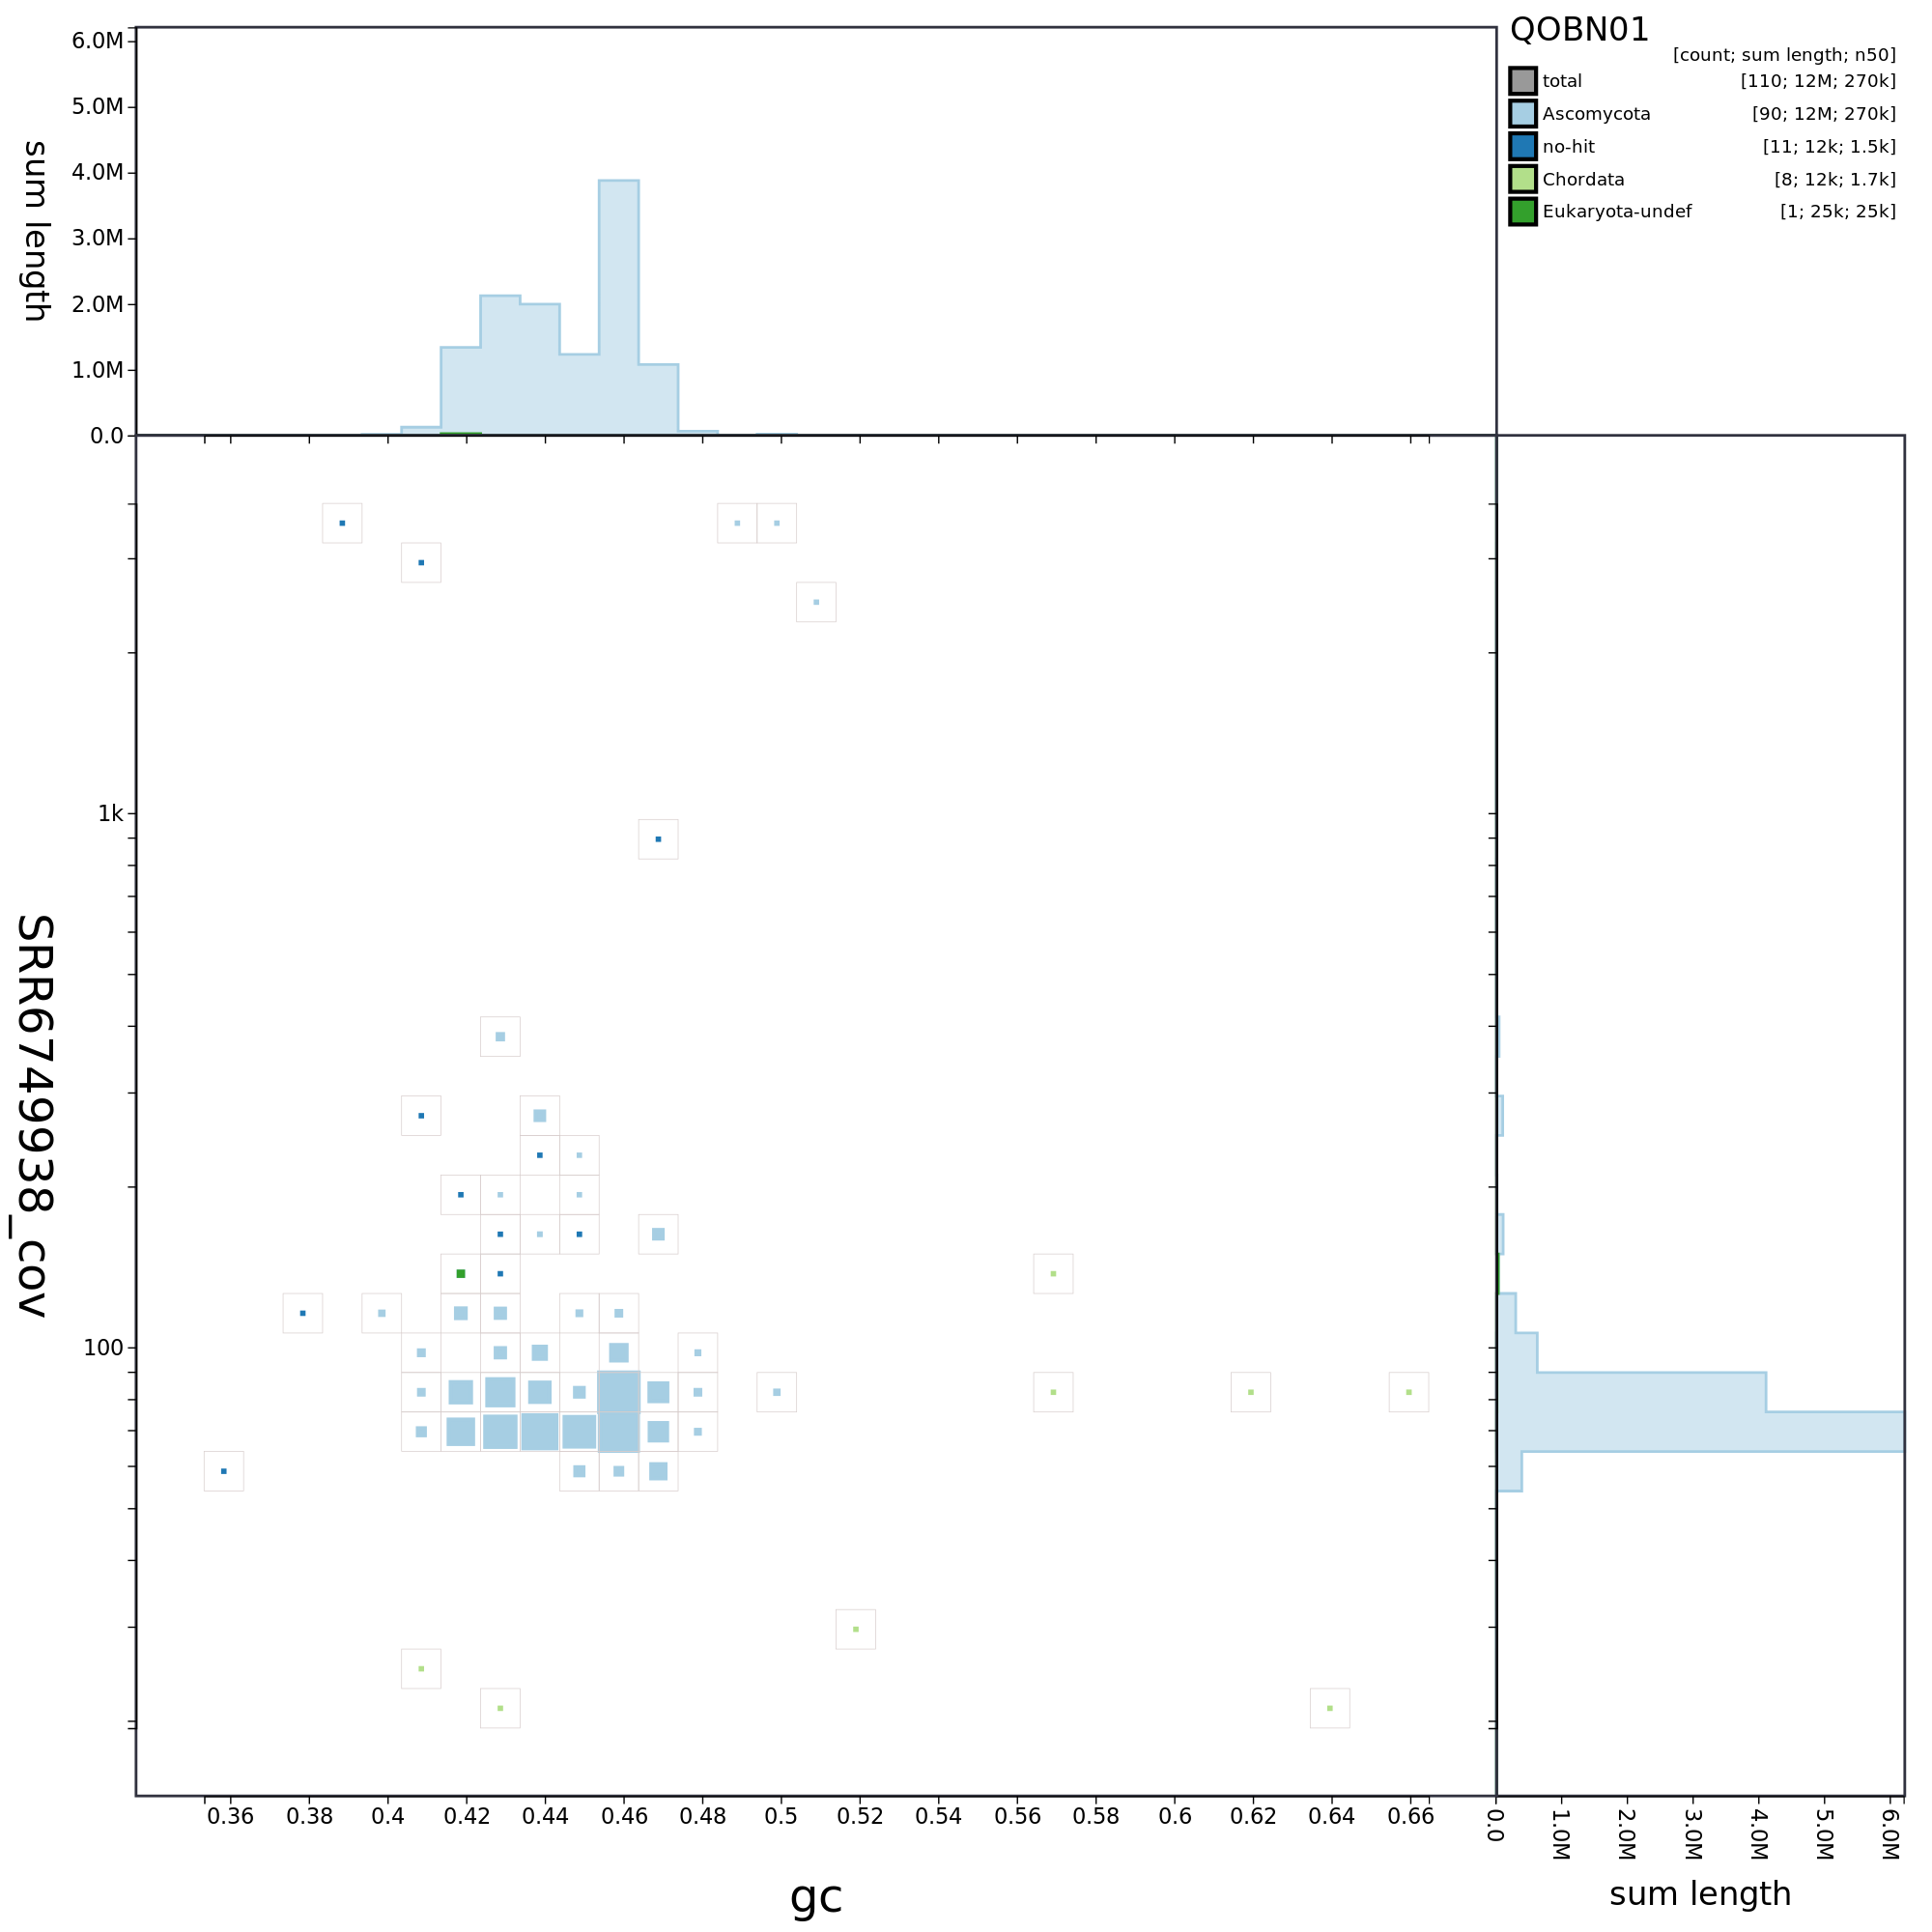 QOBN01
[count; sum length; n50]
total [110; 12M; 270k]
Ascomycota [90; 12M; 270k]
no-hit [11; 12k; 1.5k]
Chordata [8; 12k; 1.7k]
Eukaryota-undef [1; 25k; 25k]
sum length
6.0M
5.0M
4.0M
3.0M
2.0M
1.0M
0.0
SRR6749938_cov
1k
100
0.36 0.38 0.4 0.42 0.44 0.46 0.48 0.5 0.52 0.54 0.56 0.58 0.6 0.62 0.64 0.66
gc
0.0 1.0M 2.0M 3.0M 4.0M 5.0M 6.0M
sum length